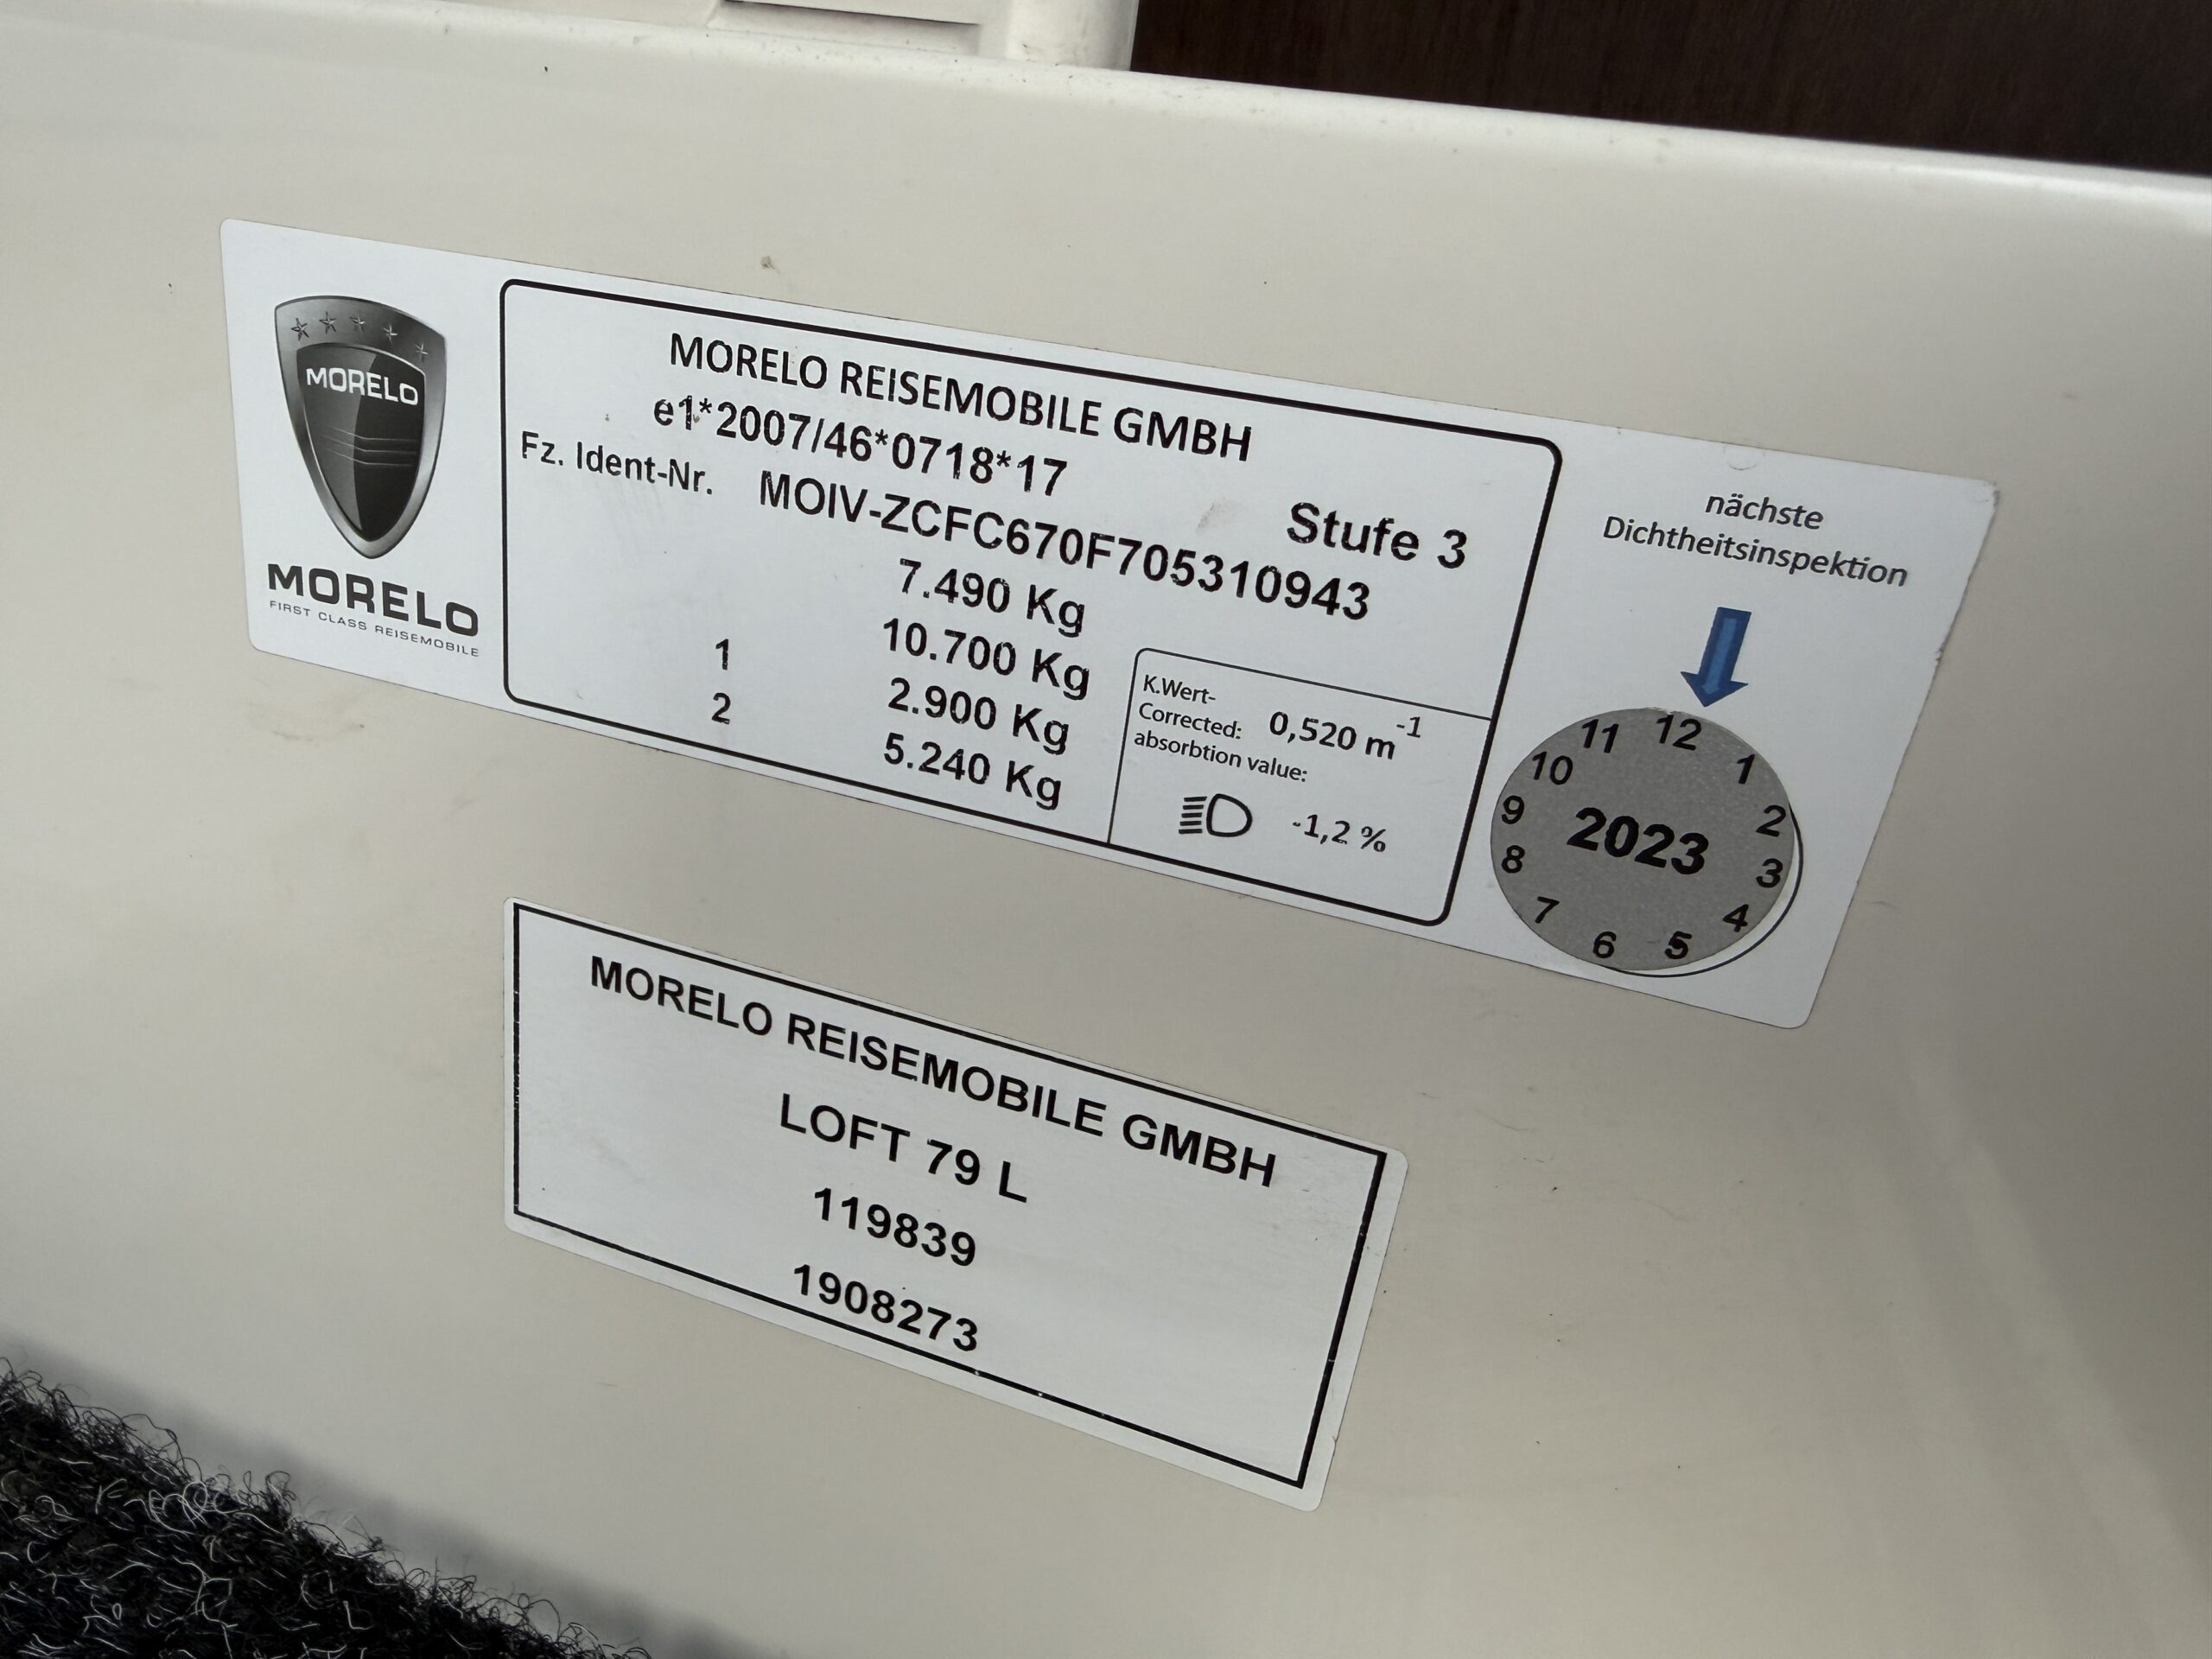 MORELO
MORELO
FIRST CLASS REISEMOBILE
MORELO REISEMOBILE GMBH
e1*2007/46*0718*17
Stufe 3
Fz. Ident-Nr. MOIV-ZCFC670F705310943
7.490 Kg
10.700 Kg
1 2.900 Kg
2 5.240 Kg
K.Wert-
Corrected: 0,520 m-1
absorbtion value:
-1,2 %
nächste
Dichtheitsinspektion
12
1
2
3
4
5
6
7
8
9
10
11
2023
MORELO REISEMOBILE GMBH
LOFT 79 L
119839
1908273